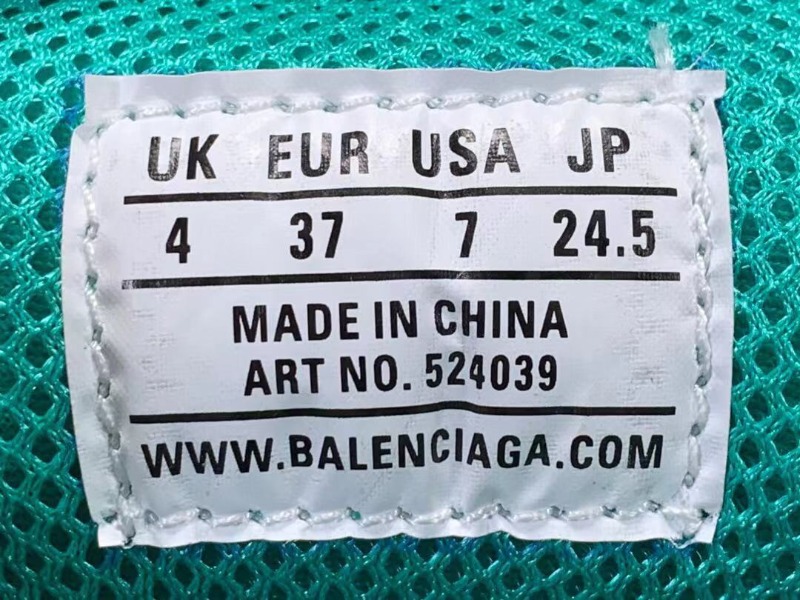 UK EUR USA JP
4 37 7 24.5
MADE IN CHINA
ART NO. 524039
WWW.BALENCIAGA.COM